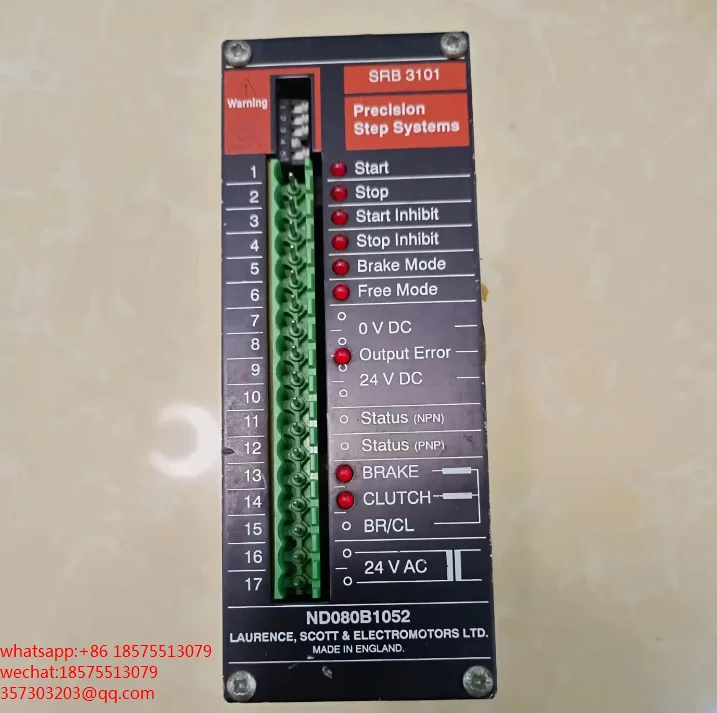 SRB 3101
Warning
Precision
Step Systems
1 Start
2 Stop
3 Start Inhibit
4 Stop Inhibit
5 Brake Mode
6 Free Mode
7
0 V DC
8
Output Error
9
24 V DC
10
11 Status (NPN)
12 Status (PNP)
13 BRAKE
14 CLUTCH
15 BR/CL
16
24 V AC
17
ND080B1052
LAURENCE, SCOTT & ELECTROMOTORS LTD.
MADE IN ENGLAND.
whatsapp:+86 18575513079
wechat:18575513079
357303203@qq.com